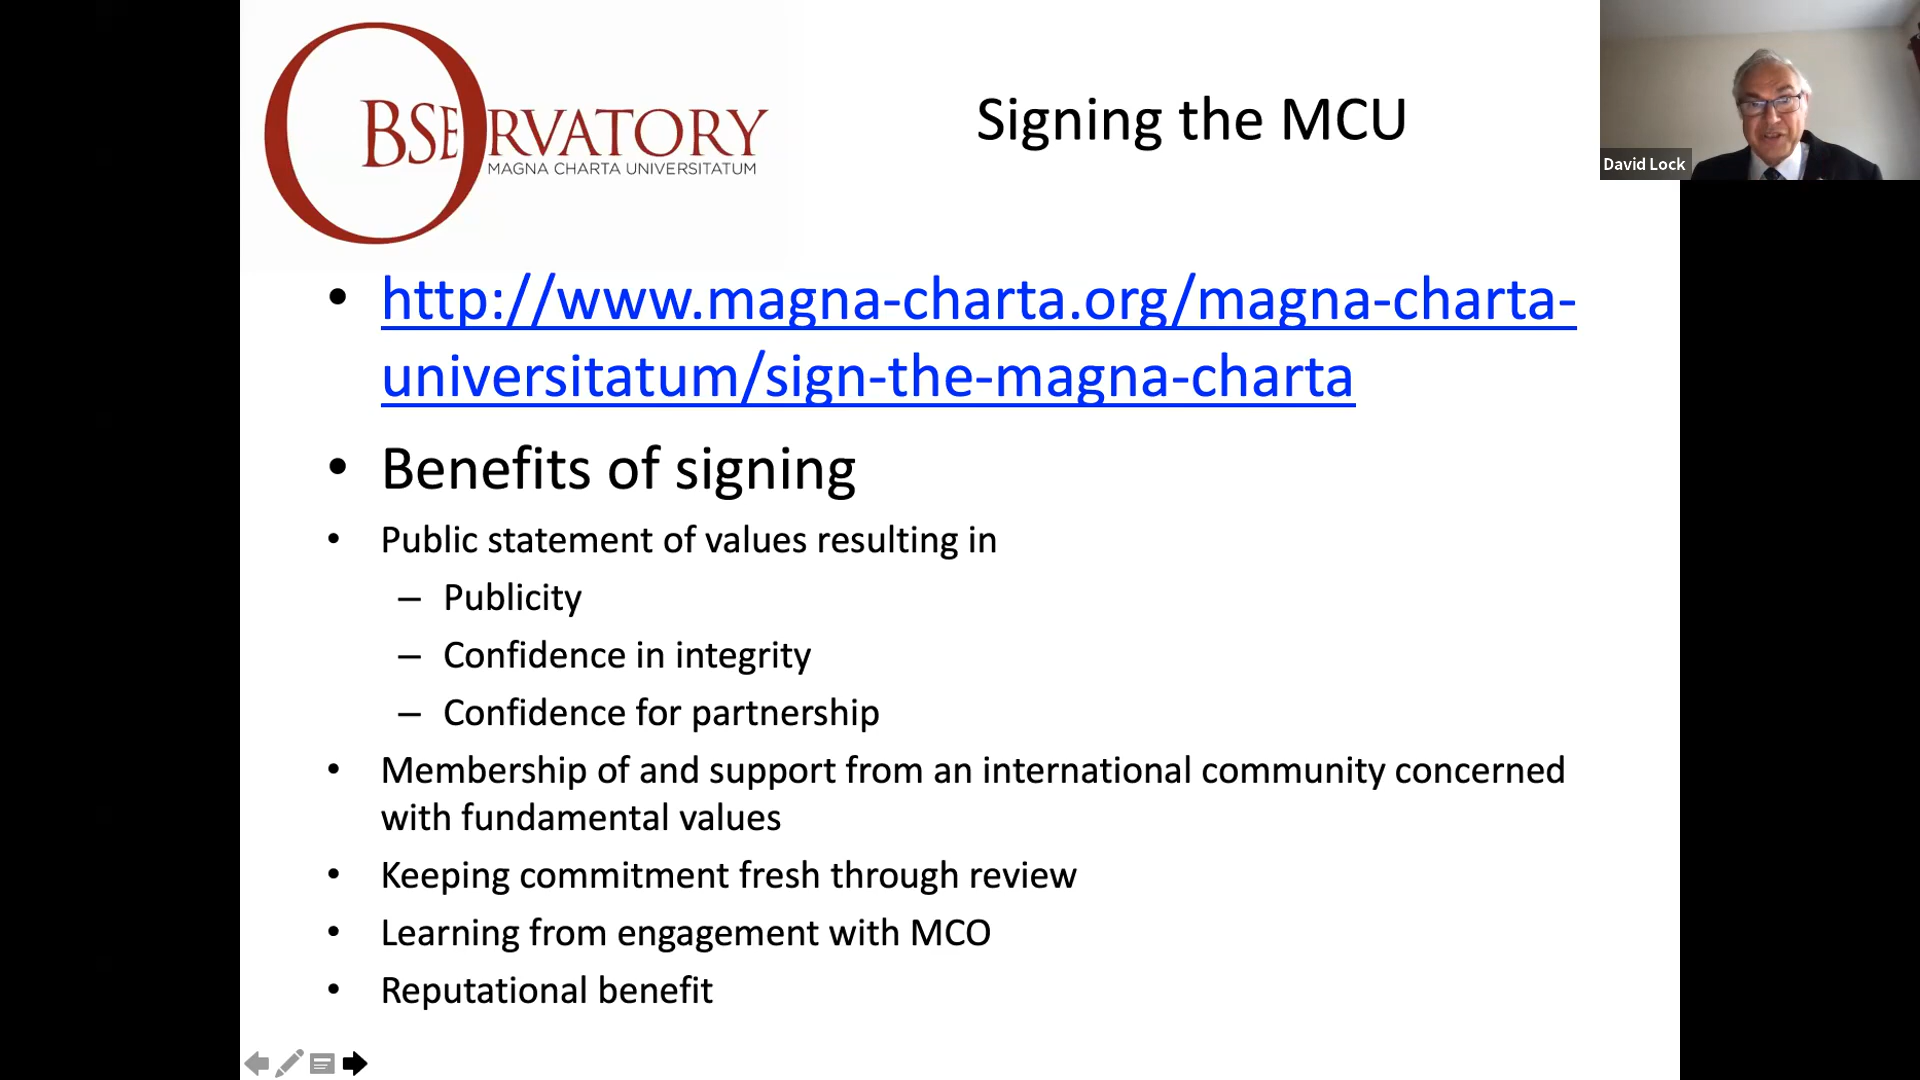 OBSERVATORY
MAGNA CHARTA UNIVERSITATUM
Signing the MCU
David Lock
• http://www.magna-charta.org/magna-charta-
universitatum/sign-the-magna-charta
• Benefits of signing
• Public statement of values resulting in
– Publicity
– Confidence in integrity
– Confidence for partnership
• Membership of and support from an international community concerned
with fundamental values
• Keeping commitment fresh through review
• Learning from engagement with MCO
• Reputational benefit